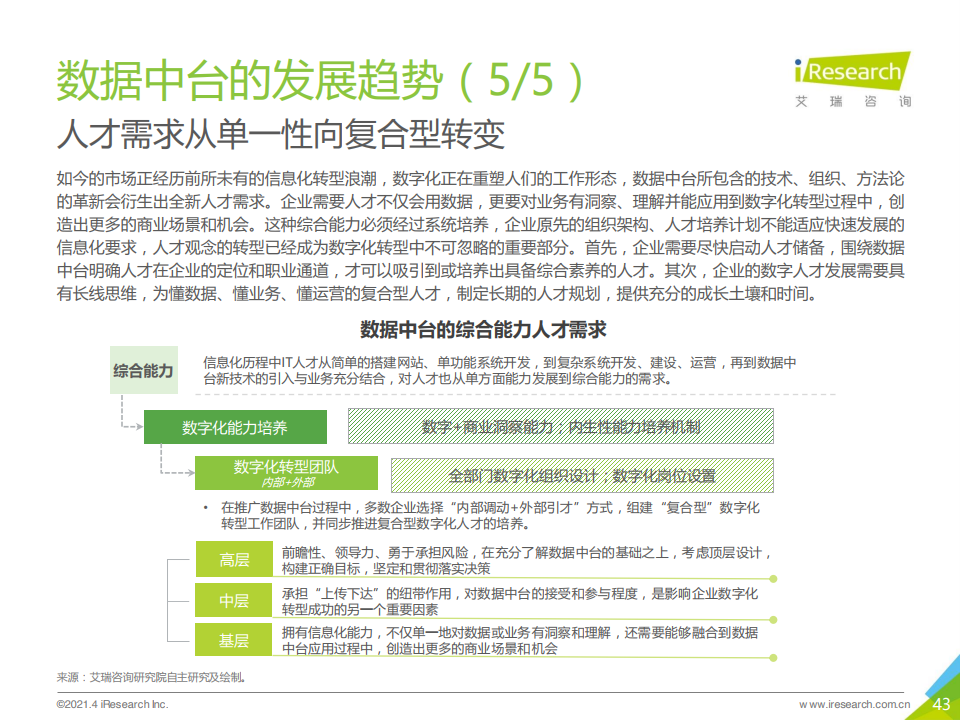 数据中台的发展趋势（5/5）
iResearch
艾瑞咨询
人才需求从单一性向复合型转变
如今的市场正经历前所未有的信息化转型浪潮，数字化正在重塑人们的工作形态，数据中台所包含的技术、组织、方法论
的革新会衍生出全新人才需求。企业需要人才不仅会用数据，更要对业务有洞察、理解并能应用到数字化转型过程中，创
造出更多的商业场景和机会。这种综合能力必须经过系统培养，企业原先的组织架构、人才培养计划不能适应快速发展的
信息化要求，人才观念的转型已经成为数字化转型中不可忽略的重要部分。首先，企业需要尽快启动人才储备，围绕数据
中台明确人才在企业的定位和职业通道，才可以吸引到或培养出具备综合素养的人才。其次，企业的数字人才发展需要具
有长线思维，为懂数据、懂业务、懂运营的复合型人才，制定长期的人才规划，提供充分的成长土壤和时间。
数据中台的综合能力人才需求
综合能力
信息化历程中IT人才从简单的搭建网站、单功能系统开发，到复杂系统开发、建设、运营，再到数据中
台新技术的引入与业务充分结合，对人才也从单方面能力发展到综合能力的需求。
数字化能力培养
数字+商业洞察能力；内生性能力培养机制
数字化转型团队
内部+外部
全部门数字化组织设计；数字化岗位设置
• 在推广数据中台过程中，多数企业选择“内部调动+外部引才”方式，组建“复合型”数字化
转型工作团队，并同步推进复合型数字化人才的培养。
高层
前瞻性、领导力、勇于承担风险，在充分了解数据中台的基础之上，考虑顶层设计，
构建正确目标，坚定和贯彻落实决策
中层
承担“上传下达”的纽带作用，对数据中台的接受和参与程度，是影响企业数字化
转型成功的另一个重要因素
基层
拥有信息化能力，不仅单一地对数据或业务有洞察和理解，还需要能够融合到数据
中台应用过程中，创造出更多的商业场景和机会
来源：艾瑞咨询研究院自主研究及绘制。
©2021.4 iResearch Inc.
www.iresearch.com.cn
43